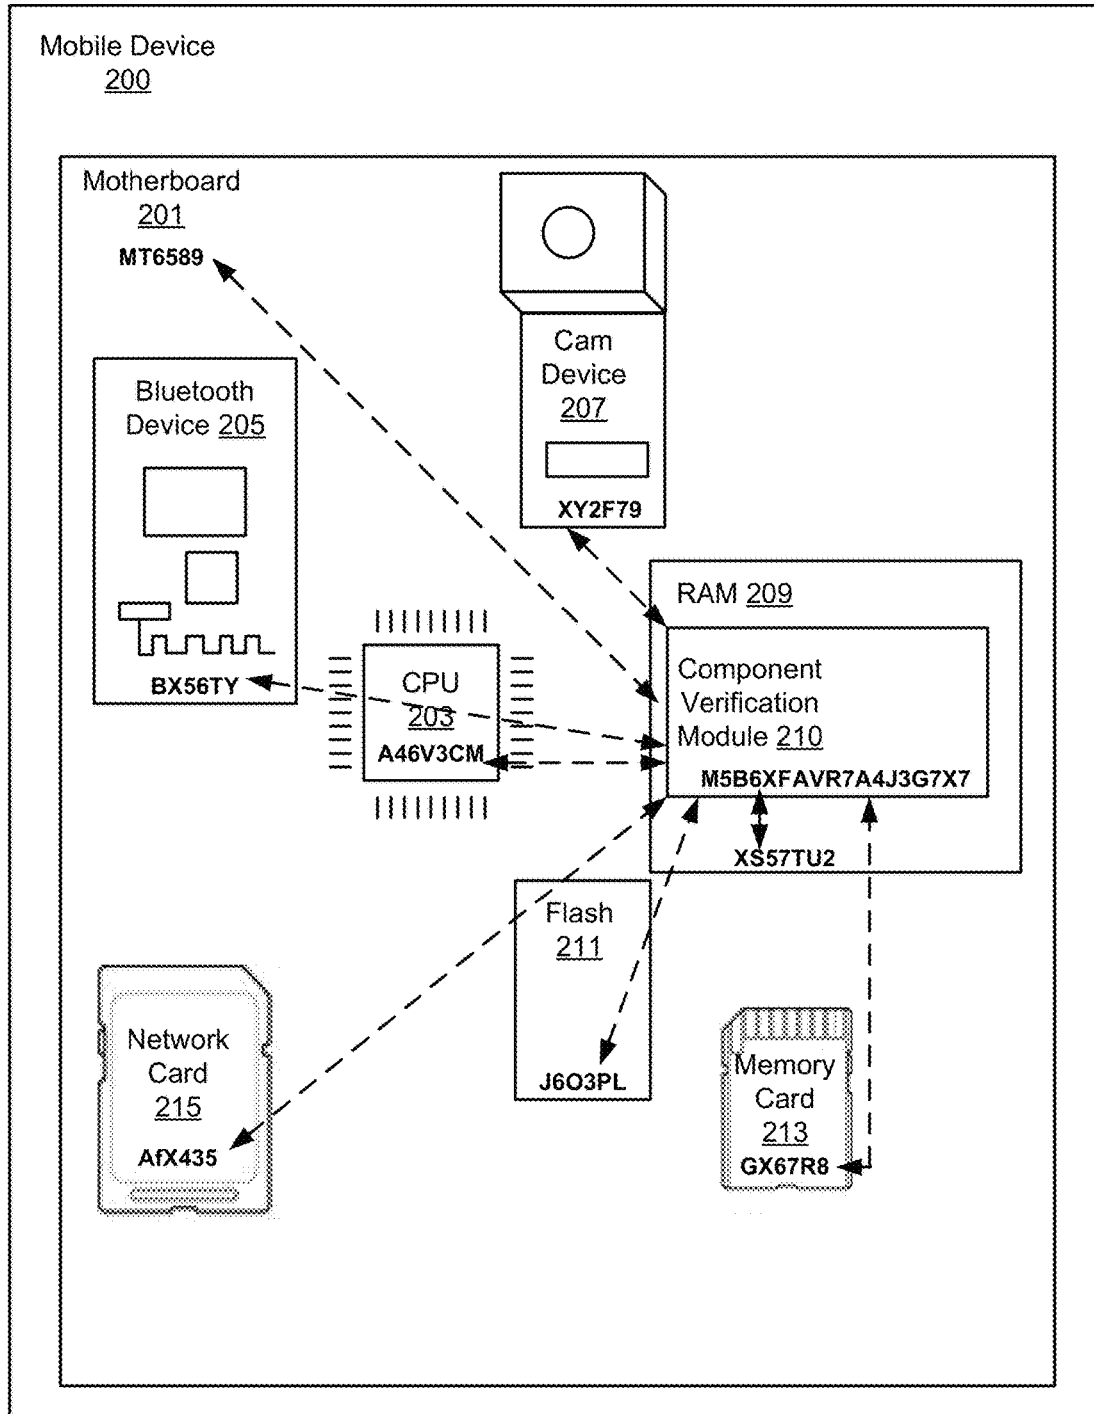 Mobile Device
200
Motherboard
201
MT6589
Cam
Device
207
XY2F79
Bluetooth
Device 205
BX56TY
CPU
203
A46V3CM
RAM 209
Component
Verification
Module 210
M5B6XFAVR7A4J3G7X7
XS57TU2
Flash
211
J6O3PL
Network
Card
215
AfX435
Memory
Card
213
GX67R8